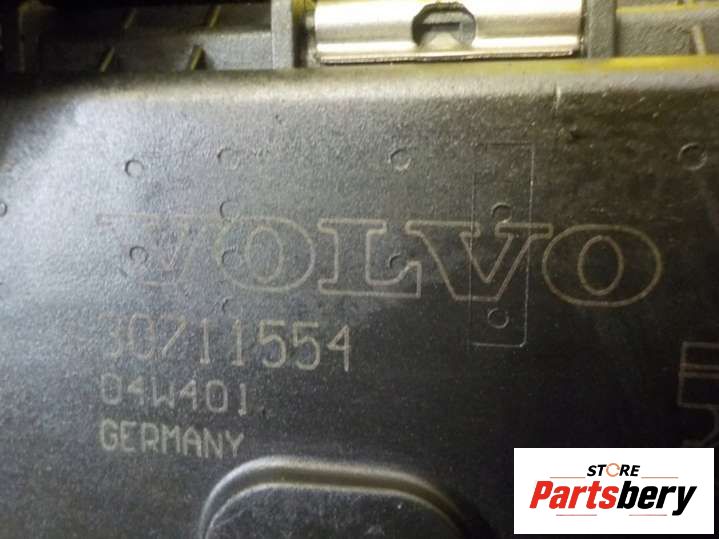 VOLVO
30711554
04W401
GERMANY
STORE
Partsbery